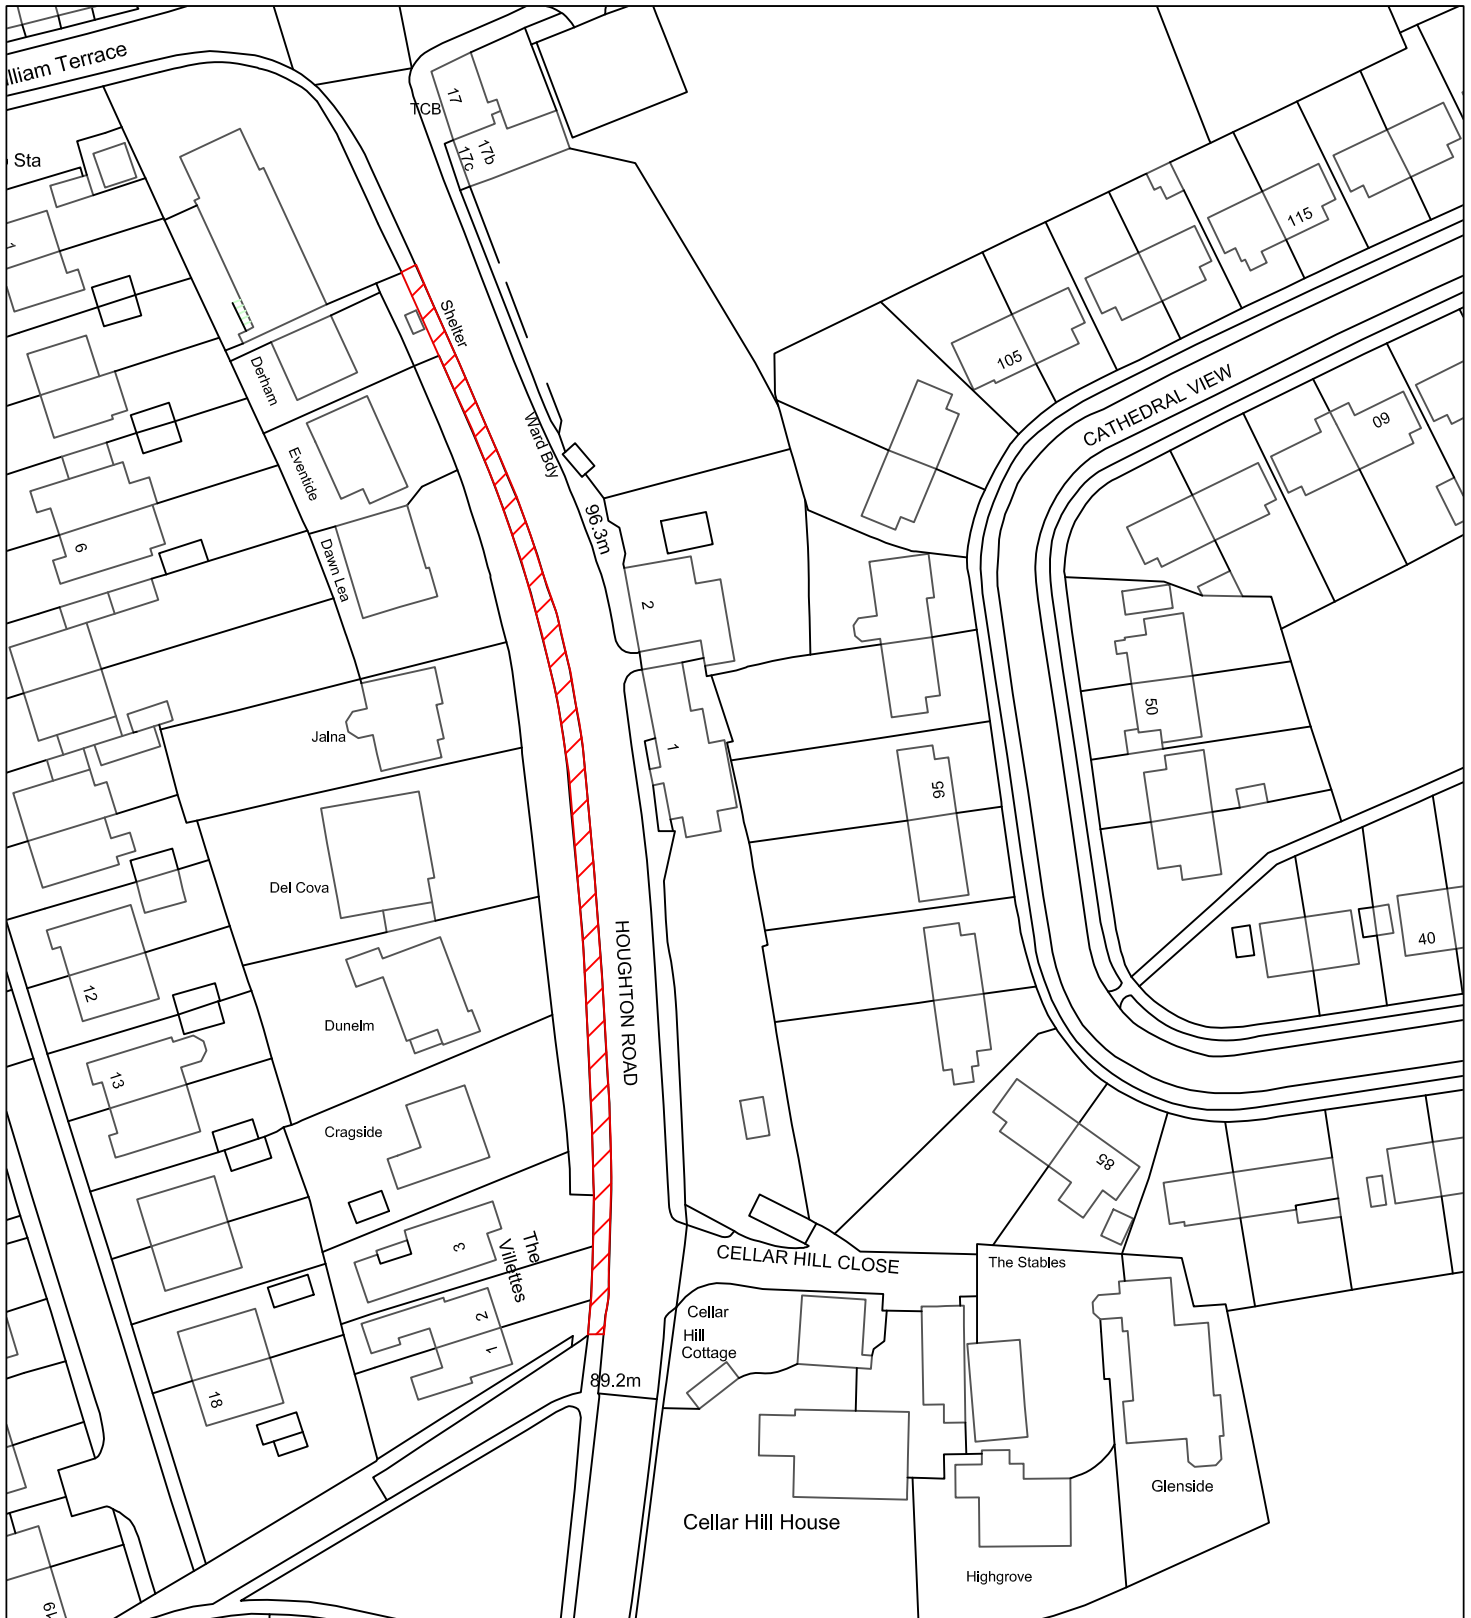 lliam Terrace
TCB
17
17b
17c
Sta
1
115
Shelter
105
CATHEDRAL VIEW
60
Derham
Ward Bdy
Eventide
96.3m
6
Dawn Lea
2
50
Jalna
1
95
Del Cova
HOUGHTON ROAD
40
12
Dunelm
13
Cragside
85
The
Villettes
3
CELLAR HILL CLOSE
The Stables
2
Cellar
Hill
Cottage
1
18
89.2m
Glenside
Cellar Hill House
Highgrove
19